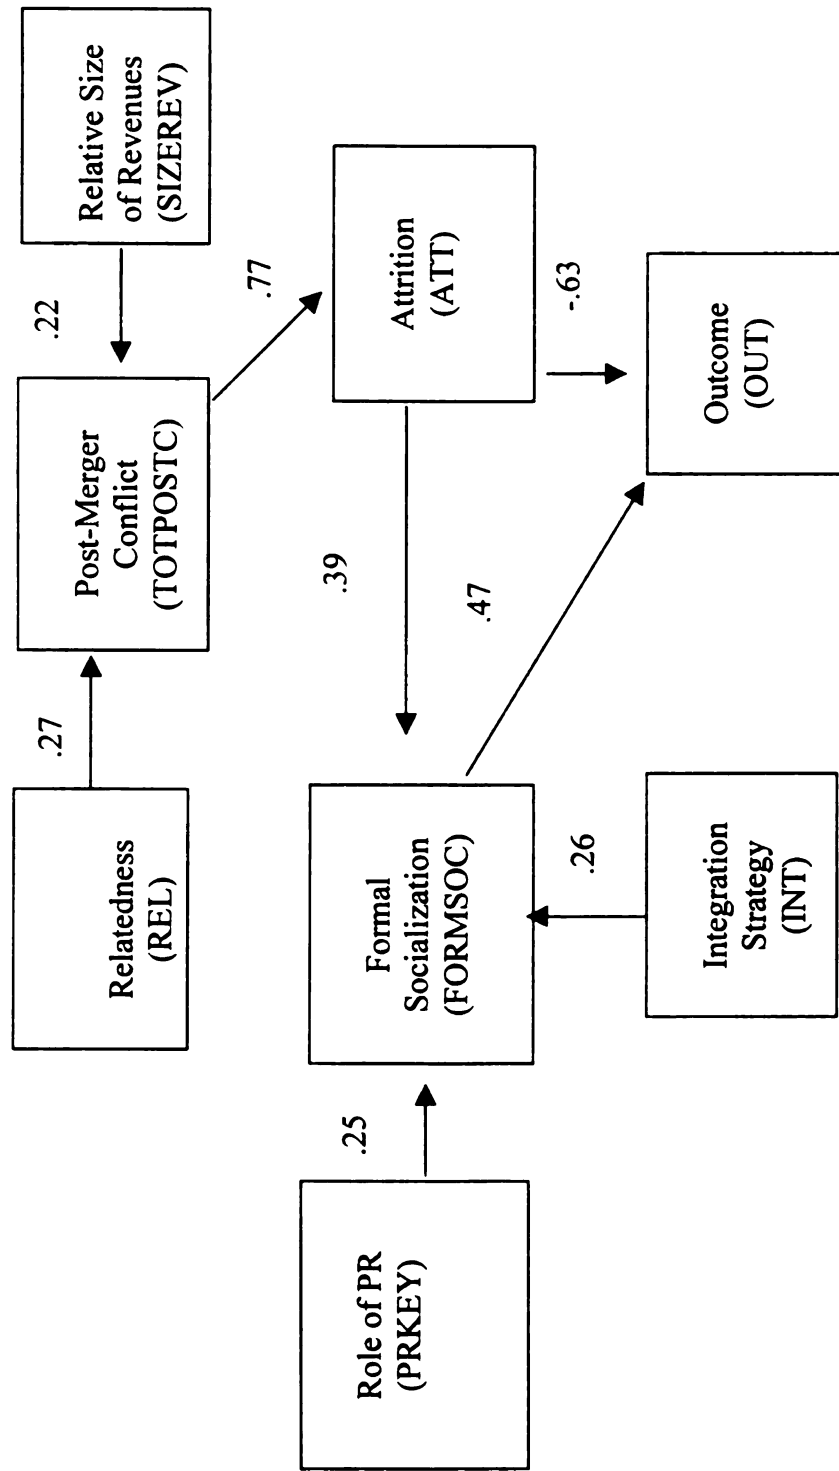 Relatedness
(REL)
.27
Post-Merger
Conflict
(TOTPOSTC)
.22
Relative Size
of Revenues
(SIZEREV)
.77
Role of PR
(PRKEY)
.25
Formal
Socialization
(FORMSOC)
.39
Attrition
(ATT)
.47
-.63
.26
Integration
Strategy
(INT)
Outcome
(OUT)